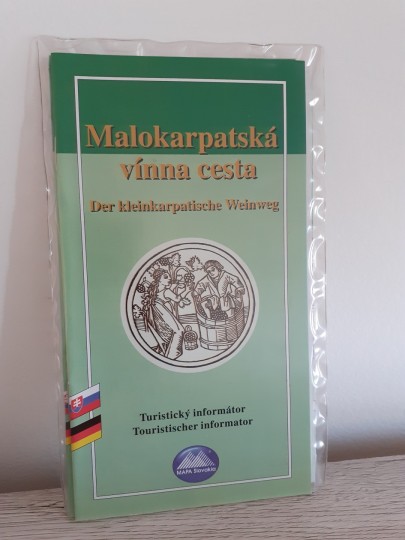 Malokarpatská
vínna cesta
Der kleinkarpatische Weinweg
Turistický informátor
Touristischer informator
MAPA Slovakia